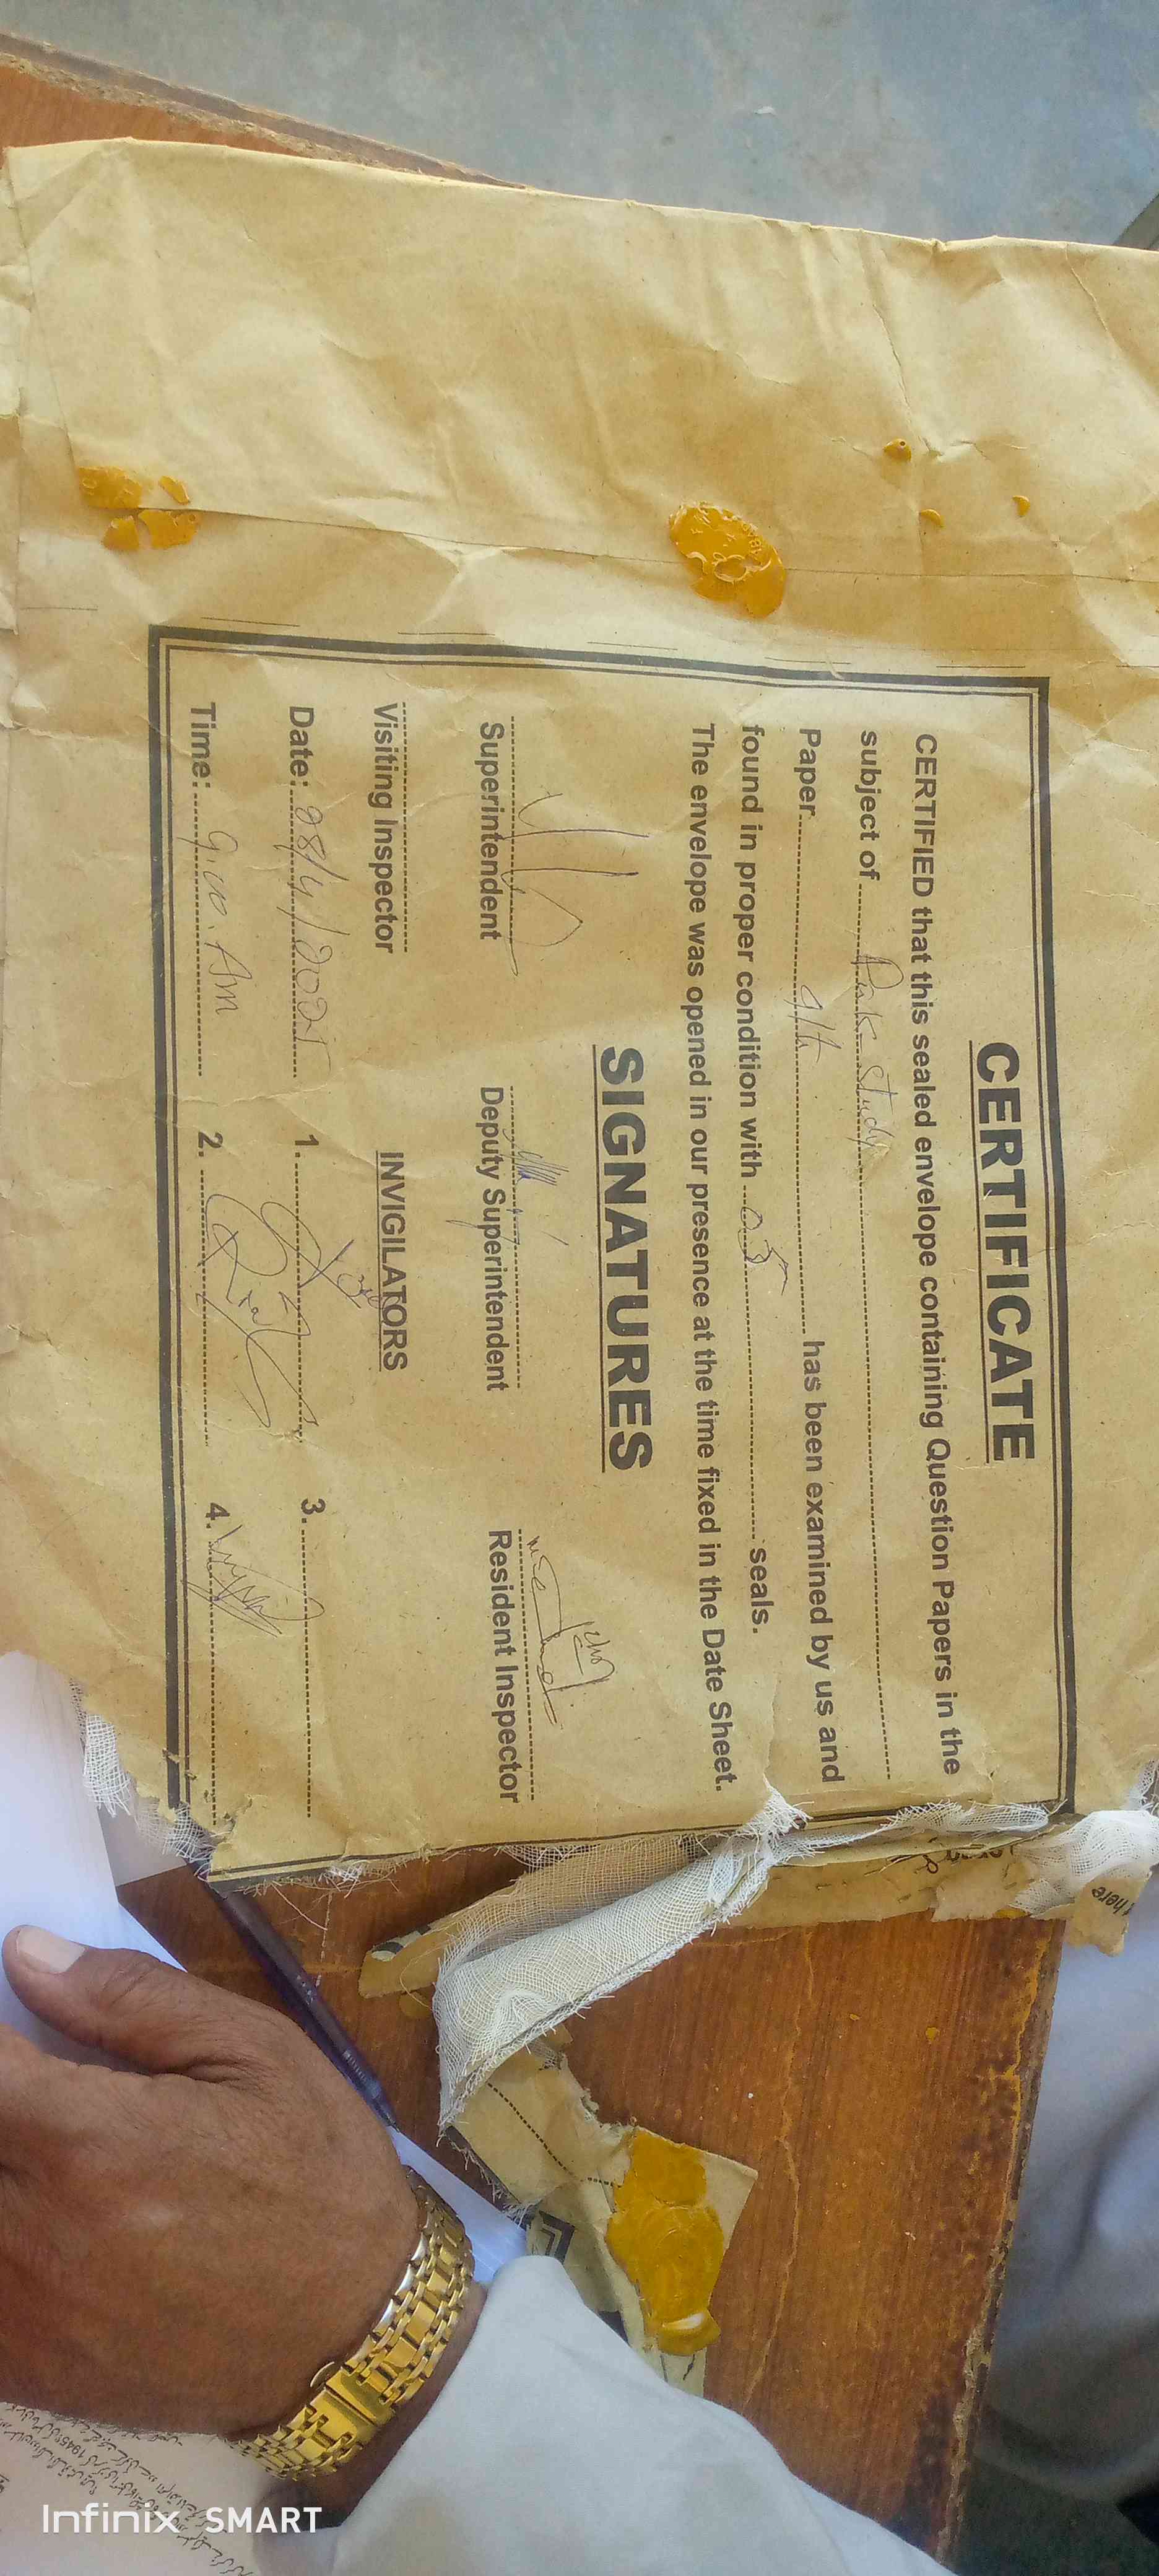 CERTIFICATE
CERTIFIED that this sealed envelope containing Question Papers in the
subject of Pak Study
Paper 9th has been examined by us and
found in proper condition with 05 seals.
The envelope was opened in our presence at the time fixed in the Date Sheet.
SIGNATURES
Superintendent Deputy Superintendent Resident Inspector
Visiting Inspector
INVIGILATORS
Date: 28/4/2025 1. 3.
Time: 9:00 Am 2. 4.
here
Infinix SMART